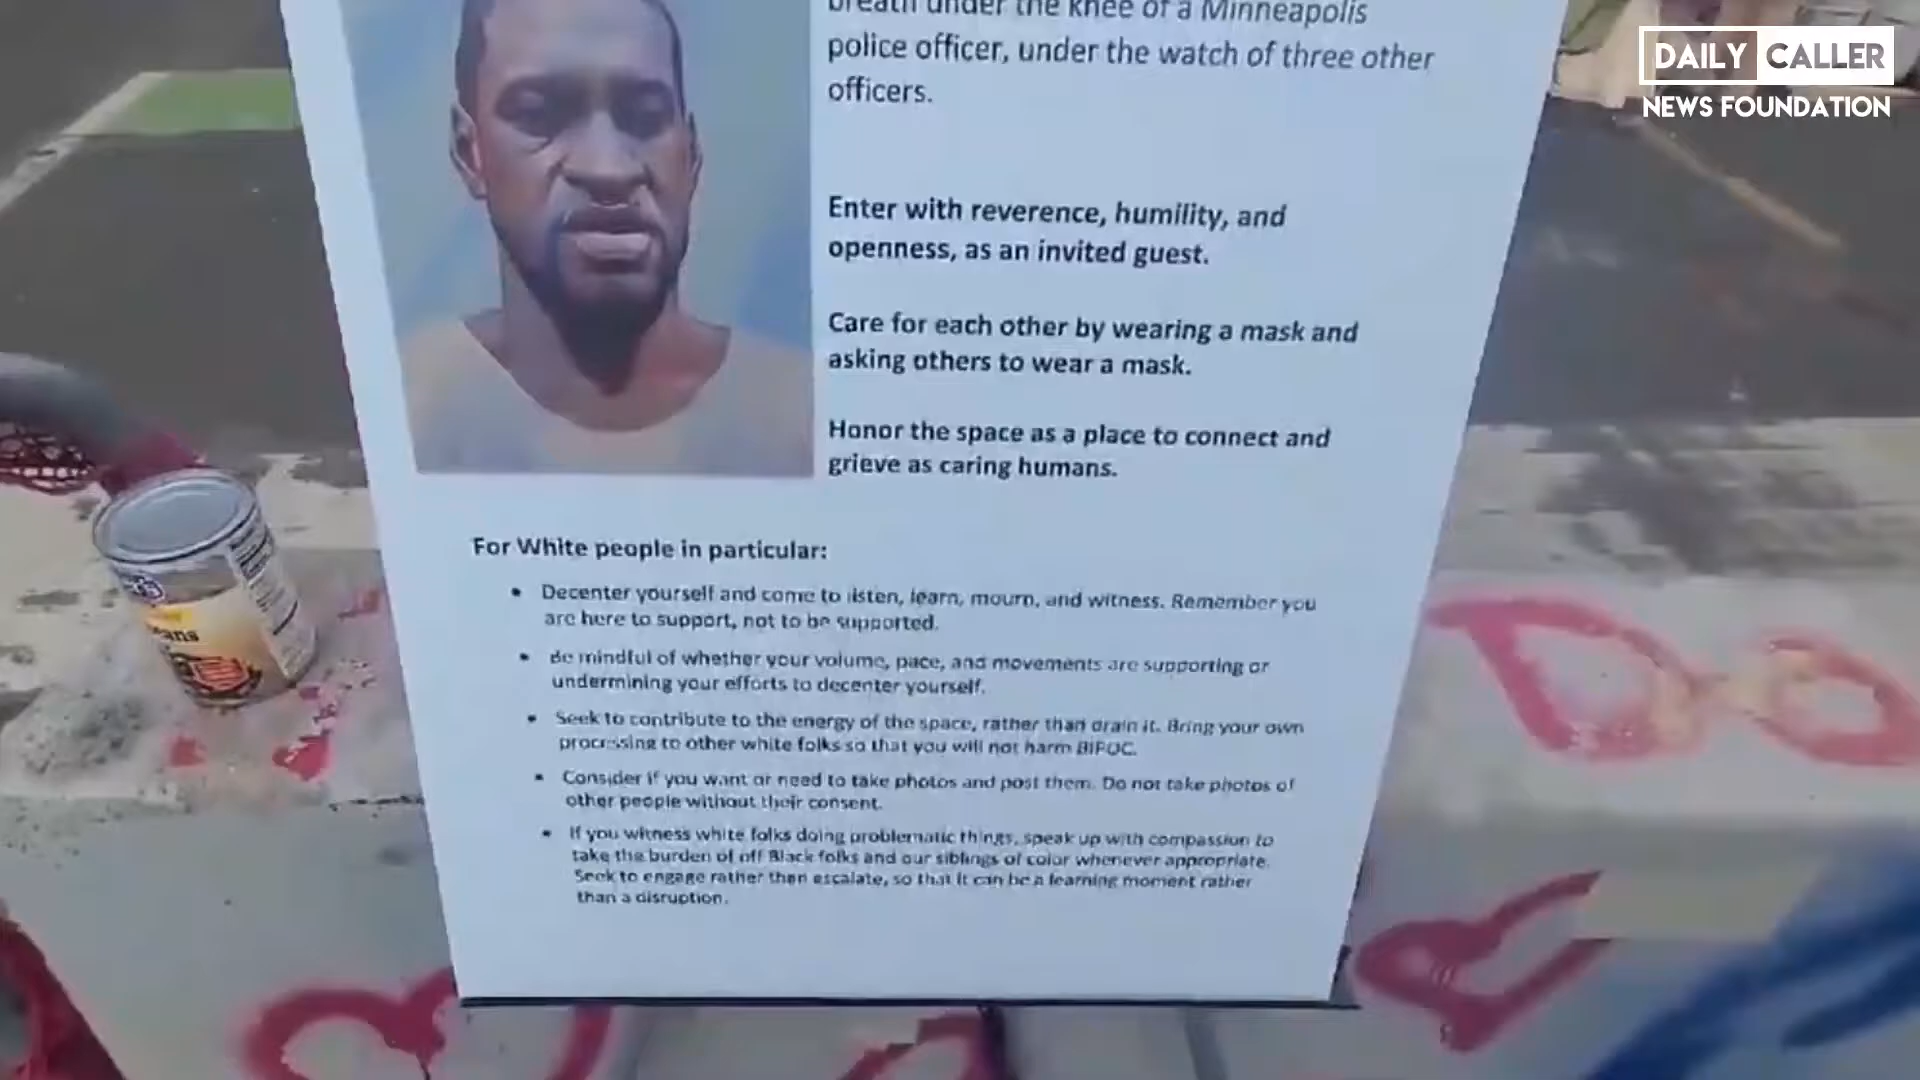 DAILY CALLER
NEWS FOUNDATION
breath under the knee of a Minneapolis
police officer, under the watch of three other
officers.
Enter with reverence, humility, and
openness, as an invited guest.
Care for each other by wearing a mask and
asking others to wear a mask.
Honor the space as a place to connect and
grieve as caring humans.
For White people in particular:
• Decenter yourself and come to listen, learn, mourn, and witness. Remember you
are here to support, not to be supported.
• Be mindful of whether your volume, pace, and movements are supporting or
undermining your efforts to decenter yourself.
• Seek to contribute to the energy of the space, rather than drain it. Bring your own
processing to other white folks so that you will not harm BIPOC.
• Consider if you want or need to take photos and post them. Do not take photos of
other people without their consent.
• If you witness white folks doing problematic things, speak up with compassion to
take the burden of off Black folks and our siblings of color whenever appropriate.
Seek to engage rather than escalate, so that it can be a learning moment rather
than a disruption.